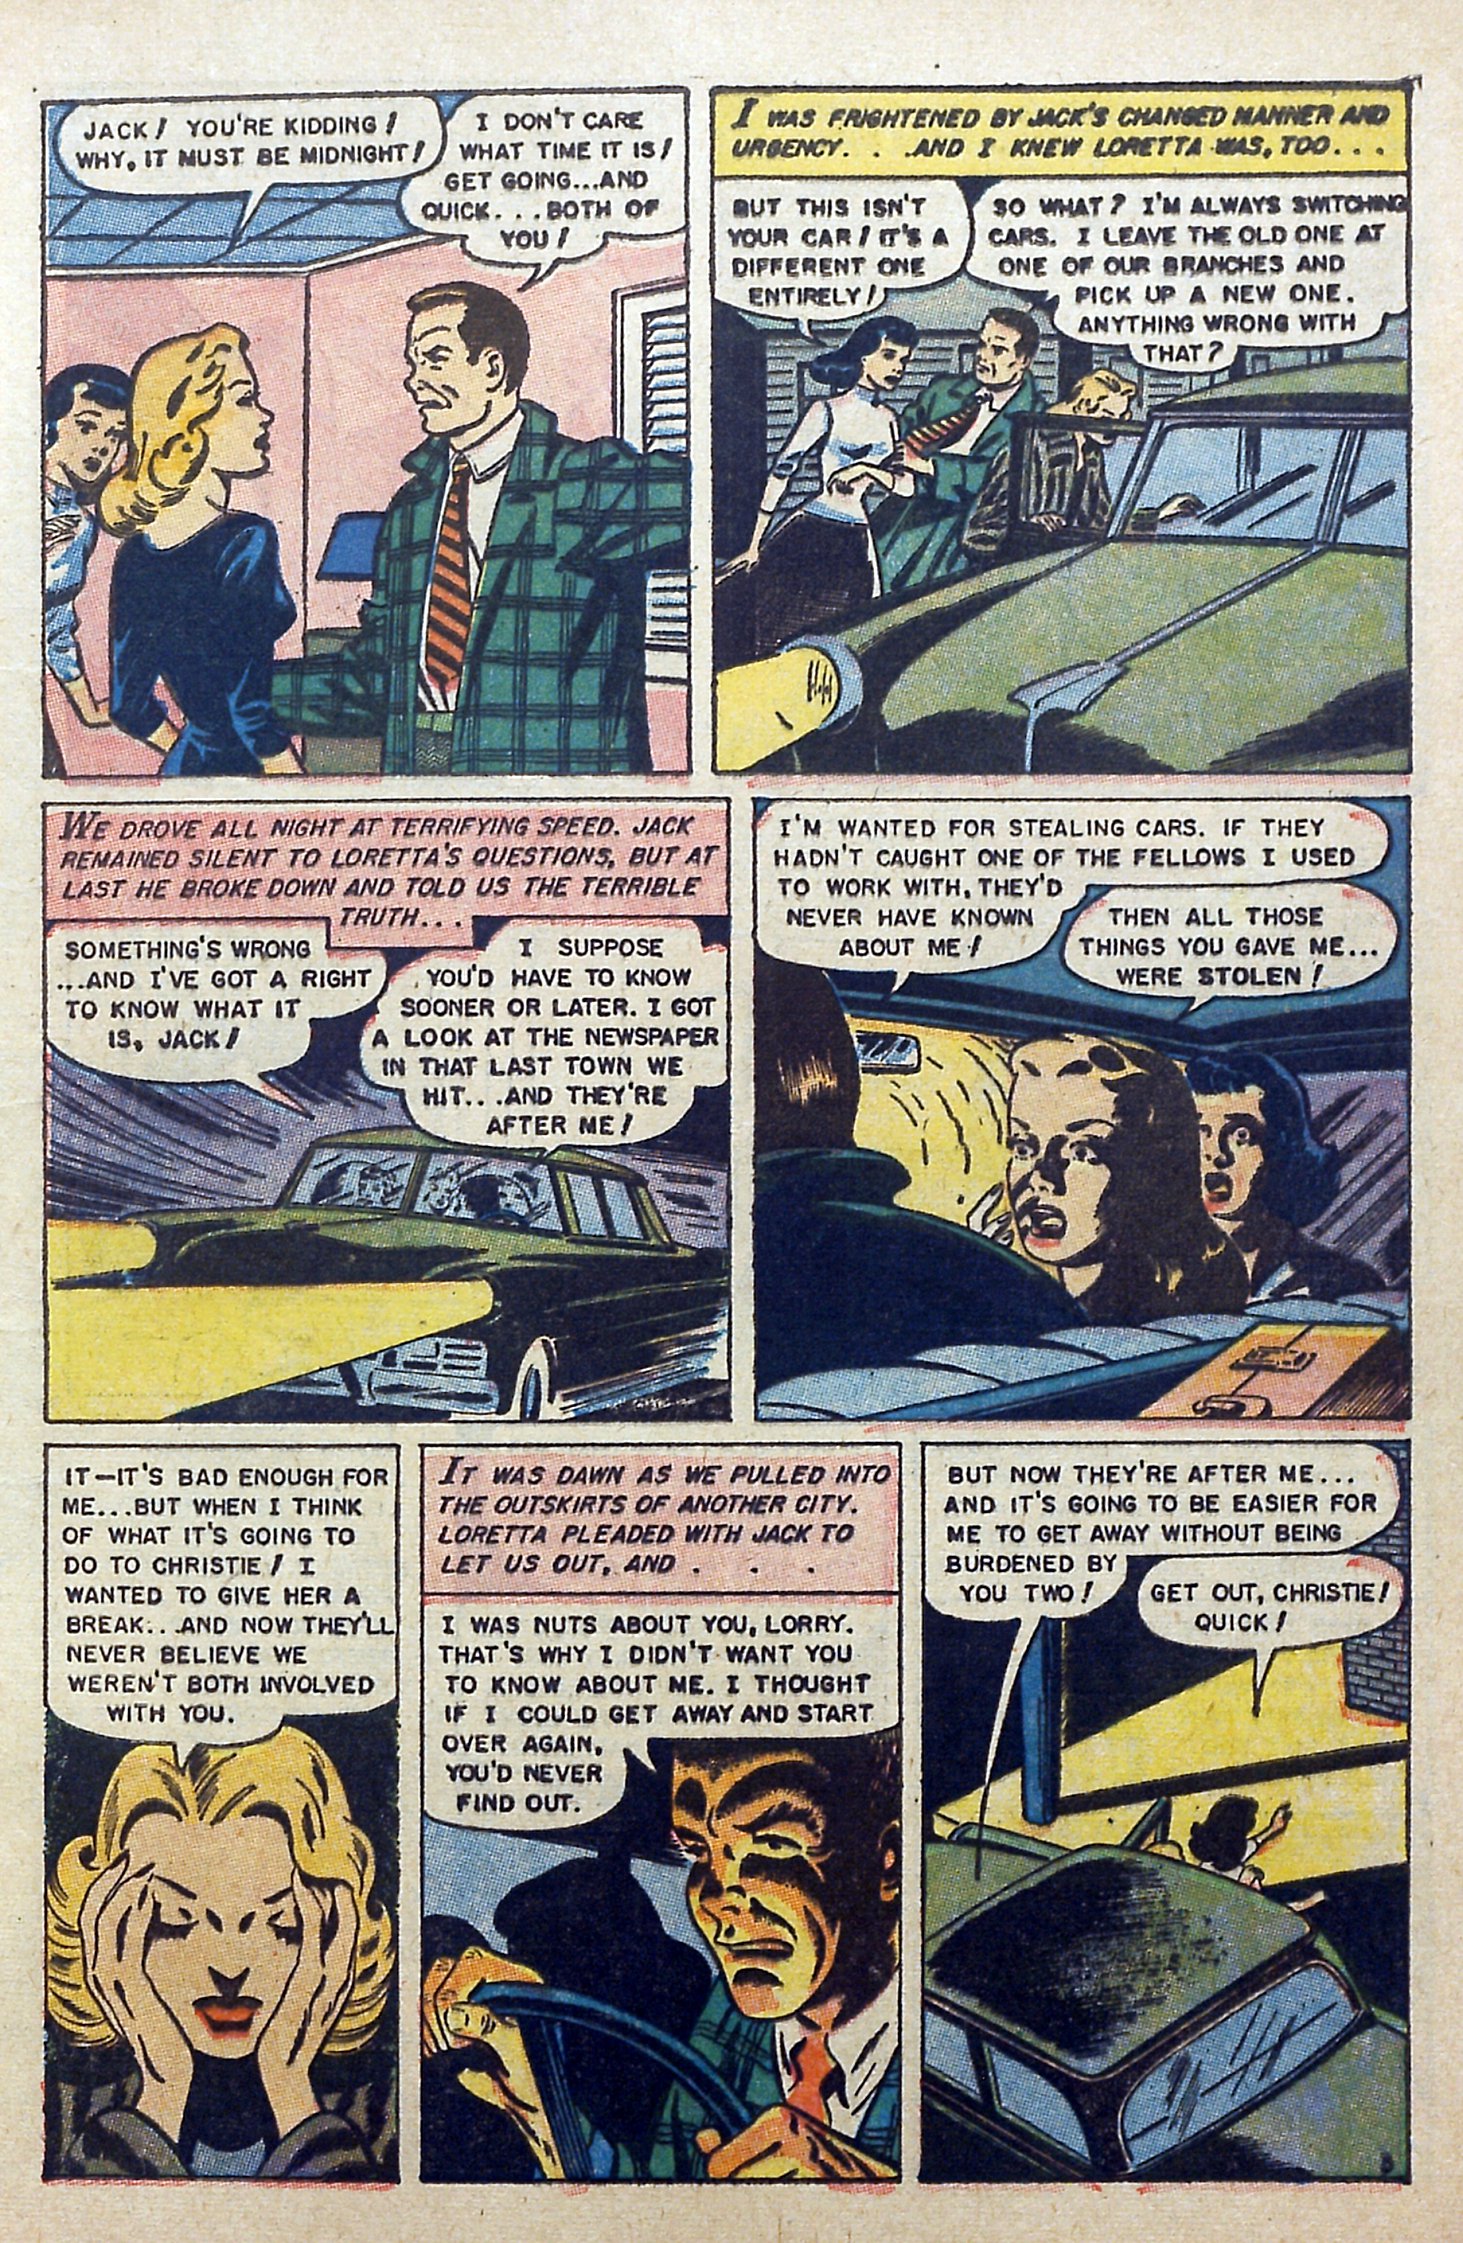 JACK! YOU'RE KIDDING!
WHY, IT MUST BE MIDNIGHT!
I DON'T CARE
WHAT TIME IT IS!
GET GOING...AND
QUICK...BOTH OF
YOU!
I WAS FRIGHTENED BY JACK'S CHANGED MANNER AND
URGENCY. . .AND I KNEW LORETTA WAS, TOO. . .
BUT THIS ISN'T
YOUR CAR! IT'S A
DIFFERENT ONE
ENTIRELY!
SO WHAT? I'M ALWAYS SWITCHING
CARS. I LEAVE THE OLD ONE AT
ONE OF OUR BRANCHES AND
PICK UP A NEW ONE.
ANYTHING WRONG WITH
THAT?
WE DROVE ALL NIGHT AT TERRIFYING SPEED. JACK
REMAINED SILENT TO LORETTA'S QUESTIONS, BUT AT
LAST HE BROKE DOWN AND TOLD US THE TERRIBLE
TRUTH. . .
SOMETHING'S WRONG
...AND I'VE GOT A RIGHT
TO KNOW WHAT IT
IS, JACK!
I SUPPOSE
YOU'D HAVE TO KNOW
SOONER OR LATER. I GOT
A LOOK AT THE NEWSPAPER
IN THAT LAST TOWN WE
HIT. . .AND THEY'RE
AFTER ME!
I'M WANTED FOR STEALING CARS. IF THEY
HADN'T CAUGHT ONE OF THE FELLOWS I USED
TO WORK WITH, THEY'D
NEVER HAVE KNOWN
ABOUT ME!
THEN ALL THOSE
THINGS YOU GAVE ME...
WERE STOLEN!
IT—IT'S BAD ENOUGH FOR
ME...BUT WHEN I THINK
OF WHAT IT'S GOING TO
DO TO CHRISTIE! I
WANTED TO GIVE HER A
BREAK. . .AND NOW THEY'LL
NEVER BELIEVE WE
WEREN'T BOTH INVOLVED
WITH YOU.
IT WAS DAWN AS WE PULLED INTO
THE OUTSKIRTS OF ANOTHER CITY.
LORETTA PLEADED WITH JACK TO
LET US OUT, AND . . .
I WAS NUTS ABOUT YOU, LORRY.
THAT'S WHY I DIDN'T WANT YOU
TO KNOW ABOUT ME. I THOUGHT
IF I COULD GET AWAY AND START
OVER AGAIN,
YOU'D NEVER
FIND OUT.
BUT NOW THEY'RE AFTER ME...
AND IT'S GOING TO BE EASIER FOR
ME TO GET AWAY WITHOUT BEING
BURDENED BY
YOU TWO!
GET OUT, CHRISTIE!
QUICK!